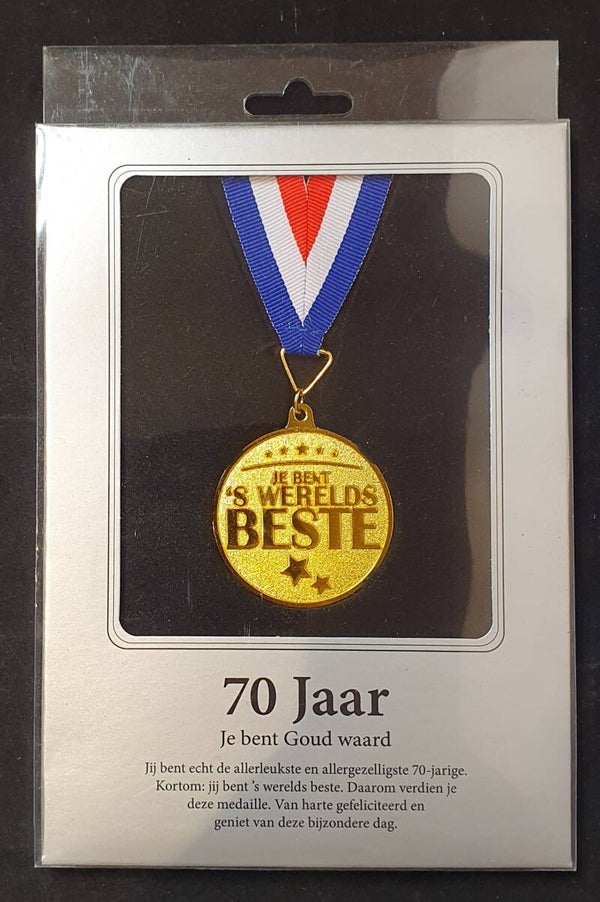 JE BENT
'S WERELDS
BESTE
70 Jaar
Je bent Goud waard
Jij bent echt de allerleukste en allergezelligste 70-jarige.
Kortom: jij bent 's werelds beste. Daarom verdien je
deze medaille. Van harte gefeliciteerd en
geniet van deze bijzondere dag.